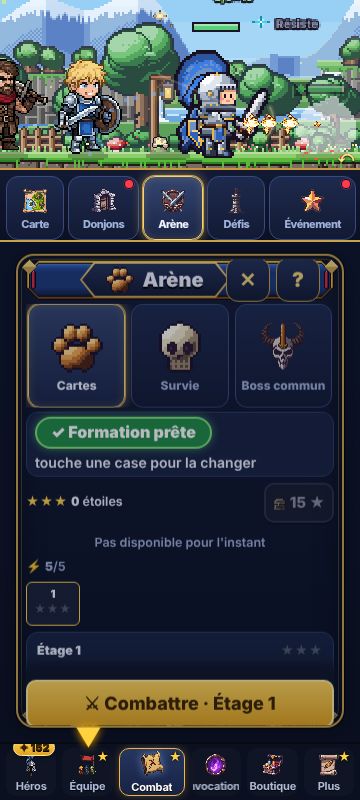 Résiste
Carte
Donjons
Arène
Défis
Événement
Arène
✕
?
Cartes
Survie
Boss commun
✓ Formation prête
touche une case pour la changer
★★★ 0 étoiles
15 ★
Pas disponible pour l'instant
⚡ 5/5
1
★★★
Étage 1
★★★
⚔ Combattre · Étage 1
Héros
Équipe
Combat
Boutique
Plus